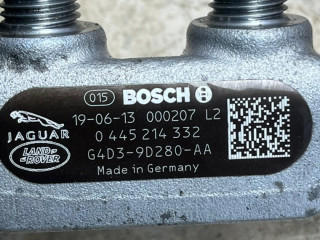 015 BOSCH
19-06-13 000207 L2
JAGUAR
0 445 214 332
LAND ROVER
G4D3-9D280-AA
Made in Germany